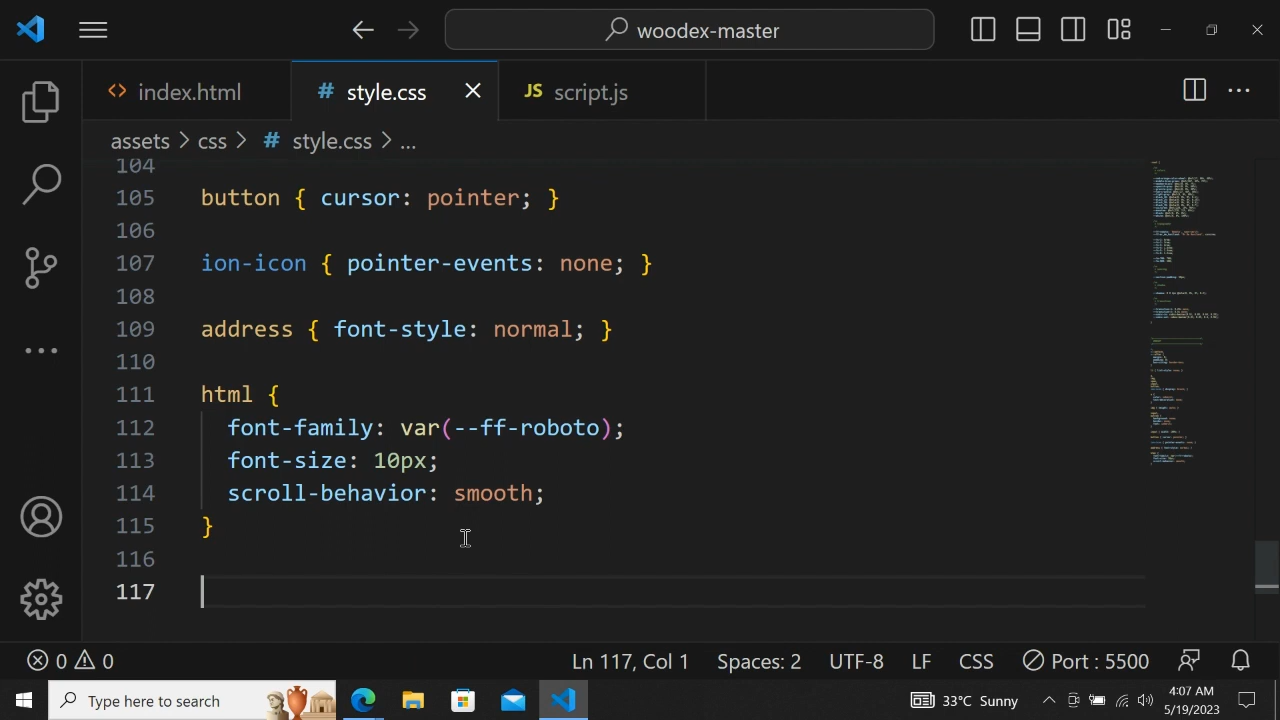 woodex-master
index.html
# style.css
JS script.js
assets > css > # style.css > ...
104
105 button { cursor: pointer; }
106
107 ion-icon { pointer-events: none; }
108
109 address { font-style: normal; }
110
111 html {
112 font-family: var(--ff-roboto);
113 font-size: 10px;
114 scroll-behavior: smooth;
115 }
116
117
0 0 Ln 117, Col 1 Spaces: 2 UTF-8 LF CSS Port : 5500
Type here to search 33°C Sunny 4:07 AM
5/19/2023